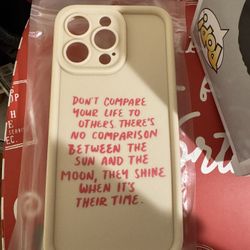 DON'T COMPARE
YOUR LIFE TO
OTHERS THERE'S
NO COMPARISON
BETWEEN THE
SUN AND THE
MOON, THEY SHINE
WHEN IT'S
THEIR TIME.